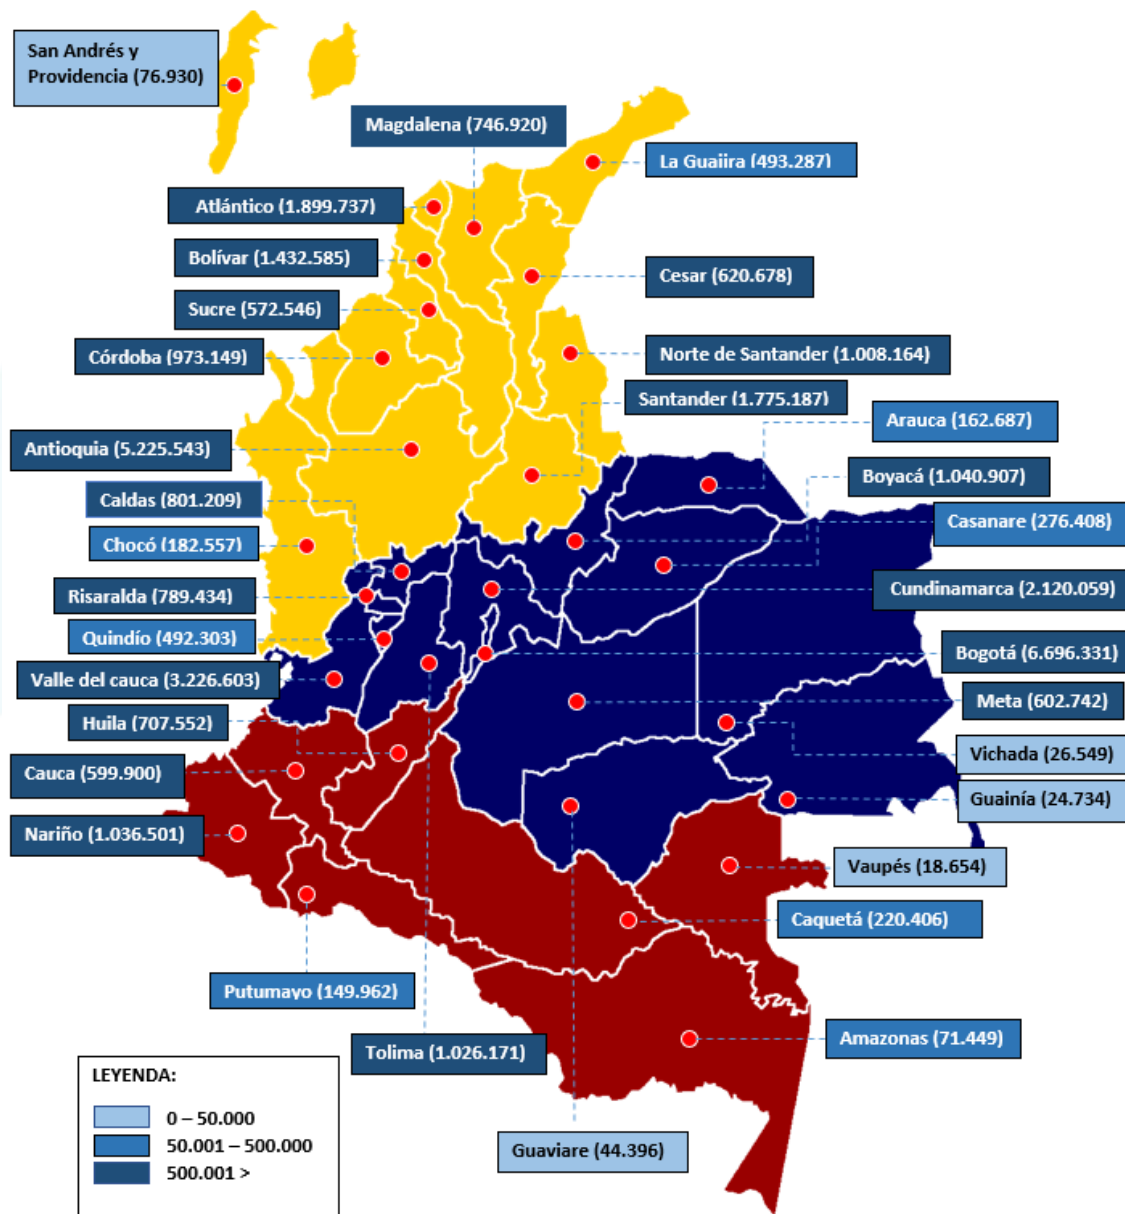 San Andrés y
Providencia (76.930)
Magdalena (746.920)
La Guajira (493.287)
Atlántico (1.899.737)
Bolívar (1.432.585)
Cesar (620.678)
Sucre (572.546)
Córdoba (973.149)
Norte de Santander (1.008.164)
Santander (1.775.187)
Arauca (162.687)
Antioquia (5.225.543)
Boyacá (1.040.907)
Caldas (801.209)
Casanare (276.408)
Chocó (182.557)
Cundinamarca (2.120.059)
Risaralda (789.434)
Quindío (492.303)
Bogotá (6.696.331)
Valle del cauca (3.226.603)
Meta (602.742)
Huila (707.552)
Vichada (26.549)
Cauca (599.900)
Guainía (24.734)
Nariño (1.036.501)
Vaupés (18.654)
Caquetá (220.406)
Putumayo (149.962)
Amazonas (71.449)
Tolima (1.026.171)
LEYENDA:
0 – 50.000
50.001 – 500.000
500.001 >
Guaviare (44.396)